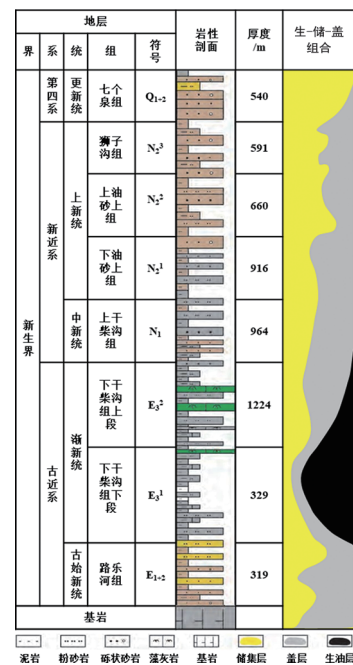 地层
岩性剖面
厚度/m
生-储-盖组合
界 系 统 组 符号
新生界
第四系 更新统 七个泉组 Q₁₋₂ 540
新近系 上新统 狮子沟组 N₂³ 591
上油砂上组 N₂² 660
下油砂上组 N₂¹ 916
中新统 上干柴沟组 N₁ 964
古近系 渐新统 下干柴沟组上段 E₃² 1224
下干柴沟组下段 E₃¹ 329
古始新统 路乐河组 E₁₋₂ 319
基岩
泥岩 粉砂岩 砾状砂岩 藻灰岩 基岩 储集层 盖层 生油层